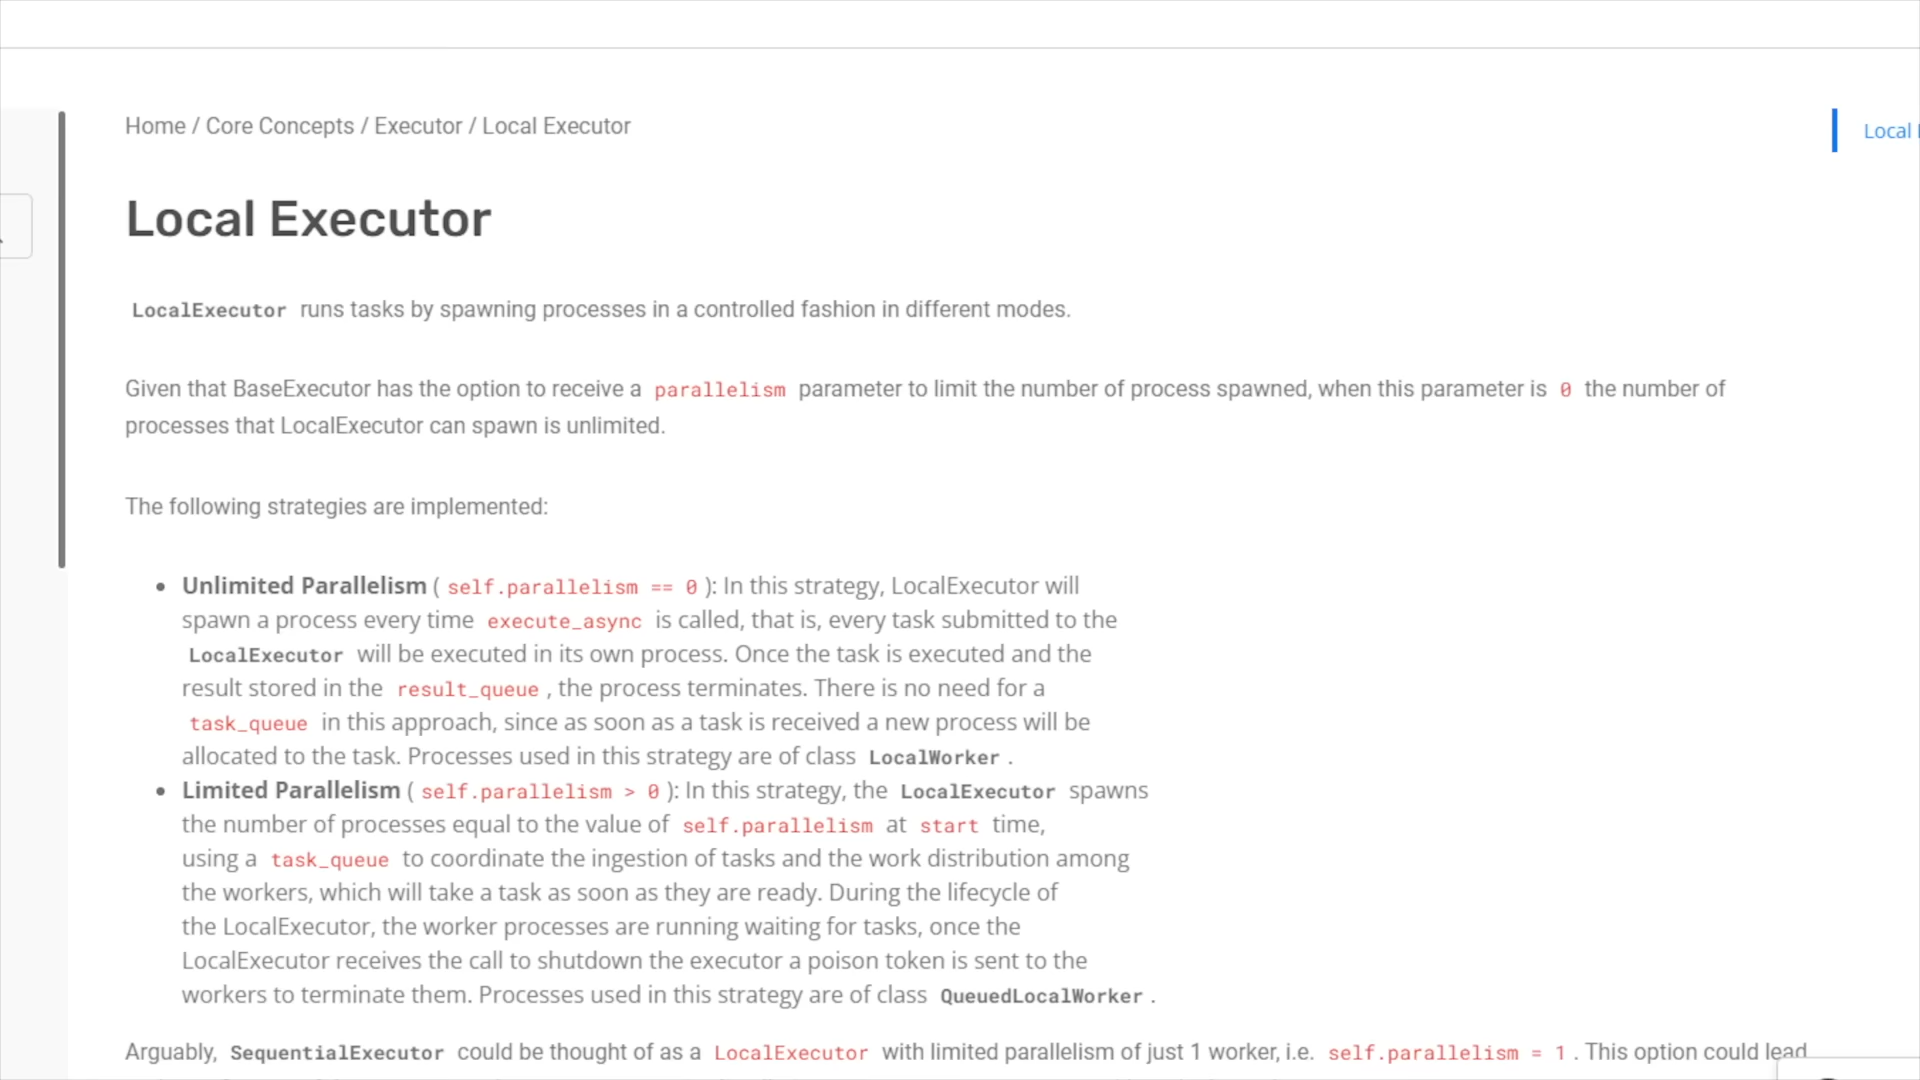 Home / Core Concepts / Executor / Local Executor
Local
Local Executor
LocalExecutor runs tasks by spawning processes in a controlled fashion in different modes.
Given that BaseExecutor has the option to receive a parallelism parameter to limit the number of process spawned, when this parameter is 0 the number of
processes that LocalExecutor can spawn is unlimited.
The following strategies are implemented:
• Unlimited Parallelism ( self.parallelism == 0 ): In this strategy, LocalExecutor will
spawn a process every time execute_async is called, that is, every task submitted to the
LocalExecutor will be executed in its own process. Once the task is executed and the
result stored in the result_queue , the process terminates. There is no need for a
task_queue in this approach, since as soon as a task is received a new process will be
allocated to the task. Processes used in this strategy are of class LocalWorker .
• Limited Parallelism ( self.parallelism > 0 ): In this strategy, the LocalExecutor spawns
the number of processes equal to the value of self.parallelism at start time,
using a task_queue to coordinate the ingestion of tasks and the work distribution among
the workers, which will take a task as soon as they are ready. During the lifecycle of
the LocalExecutor, the worker processes are running waiting for tasks, once the
LocalExecutor receives the call to shutdown the executor a poison token is sent to the
workers to terminate them. Processes used in this strategy are of class QueuedLocalWorker .
Arguably, SequentialExecutor could be thought of as a LocalExecutor with limited parallelism of just 1 worker, i.e. self.parallelism = 1 . This option could lead